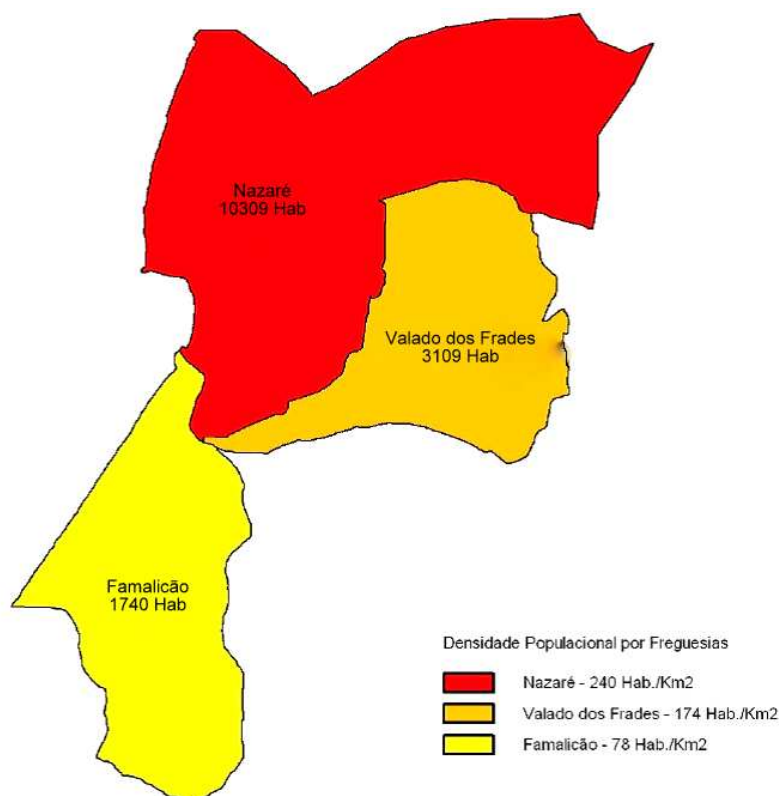 Nazaré
10309 Hab
Valado dos Frades
3109 Hab
Famalicão
1740 Hab
Densidade Populacional por Freguesias
Nazaré - 240 Hab./Km2
Valado dos Frades - 174 Hab./Km2
Famalicão - 78 Hab./Km2